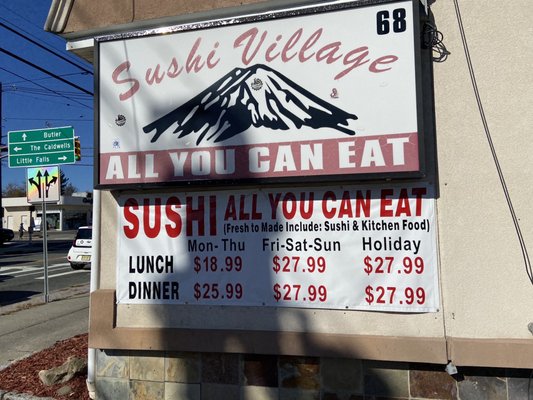 68
Sushi Village
ALL YOU CAN EAT
SUSHI ALL YOU CAN EAT
(Fresh to Made Include: Sushi & Kitchen Food)
Mon-Thu Fri-Sat-Sun Holiday
LUNCH $18.99 $27.99 $27.99
DINNER $25.99 $27.99 $27.99
Butler
The Caldwells
Little Falls